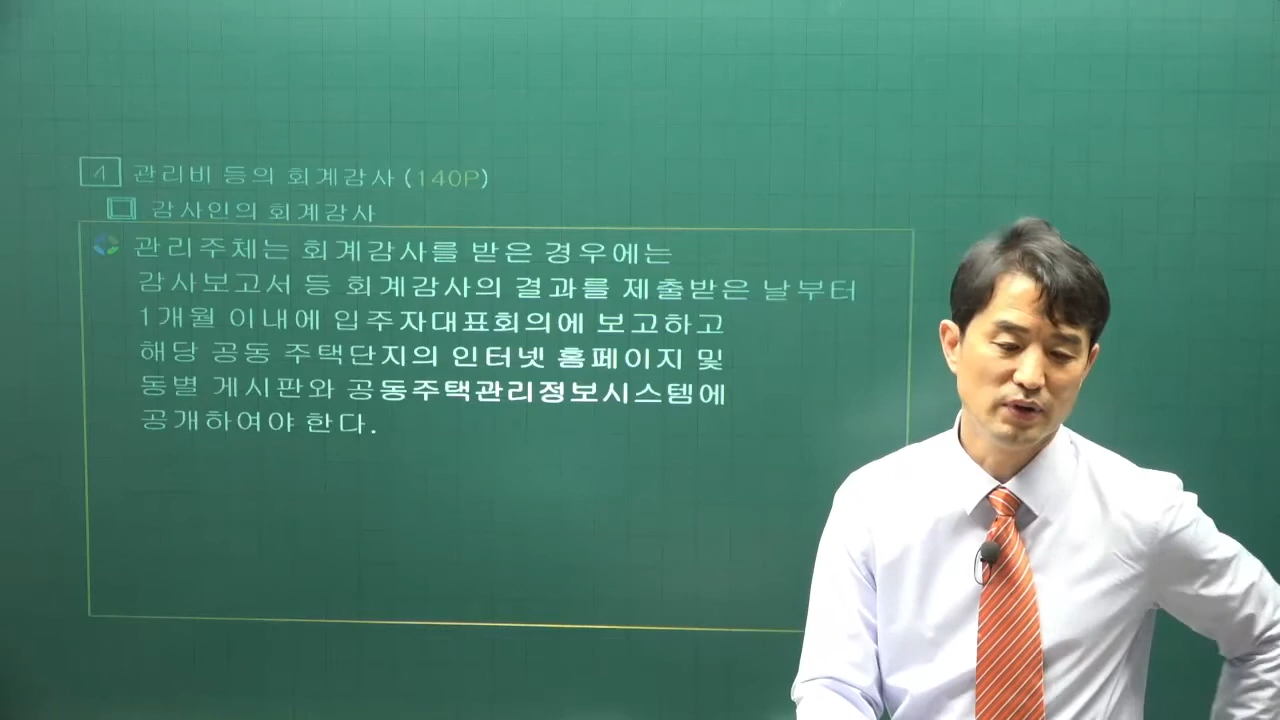 4 관리비 등의 회계감사 (140P)
감사인의 회계감사
관리주체는 회계감사를 받은 경우에는
감사보고서 등 회계감사의 결과를 제출받은 날부터
1개월 이내에 입주자대표회의에 보고하고
해당 공동 주택단지의 인터넷 홈페이지 및
동별 게시판와 공동주택관리정보시스템에
공개하여야 한다.